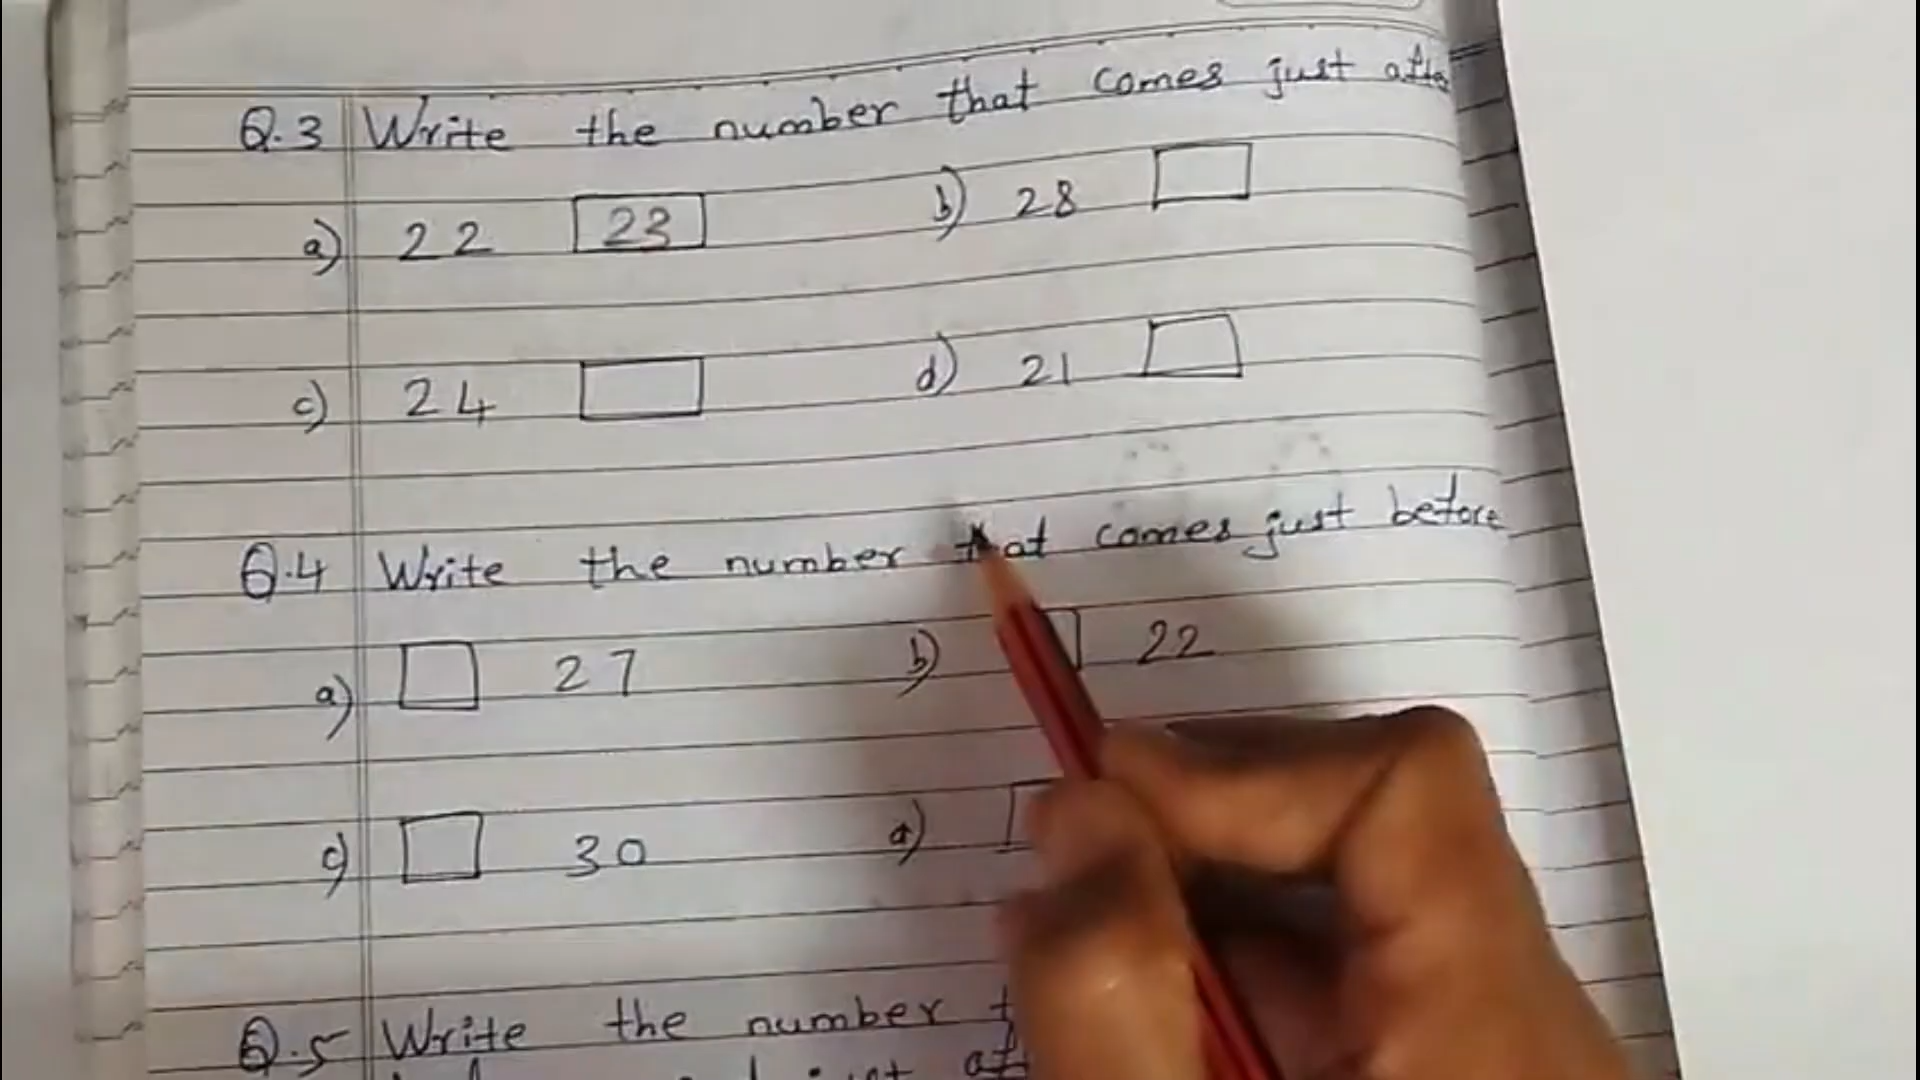 Q.3 Write the number that comes just after
a) 22 23 b) 28
c) 24 d) 21
Q.4 Write the number that comes just before
a) 27 b) 22
c) 30 d)
Q.5 Write the number